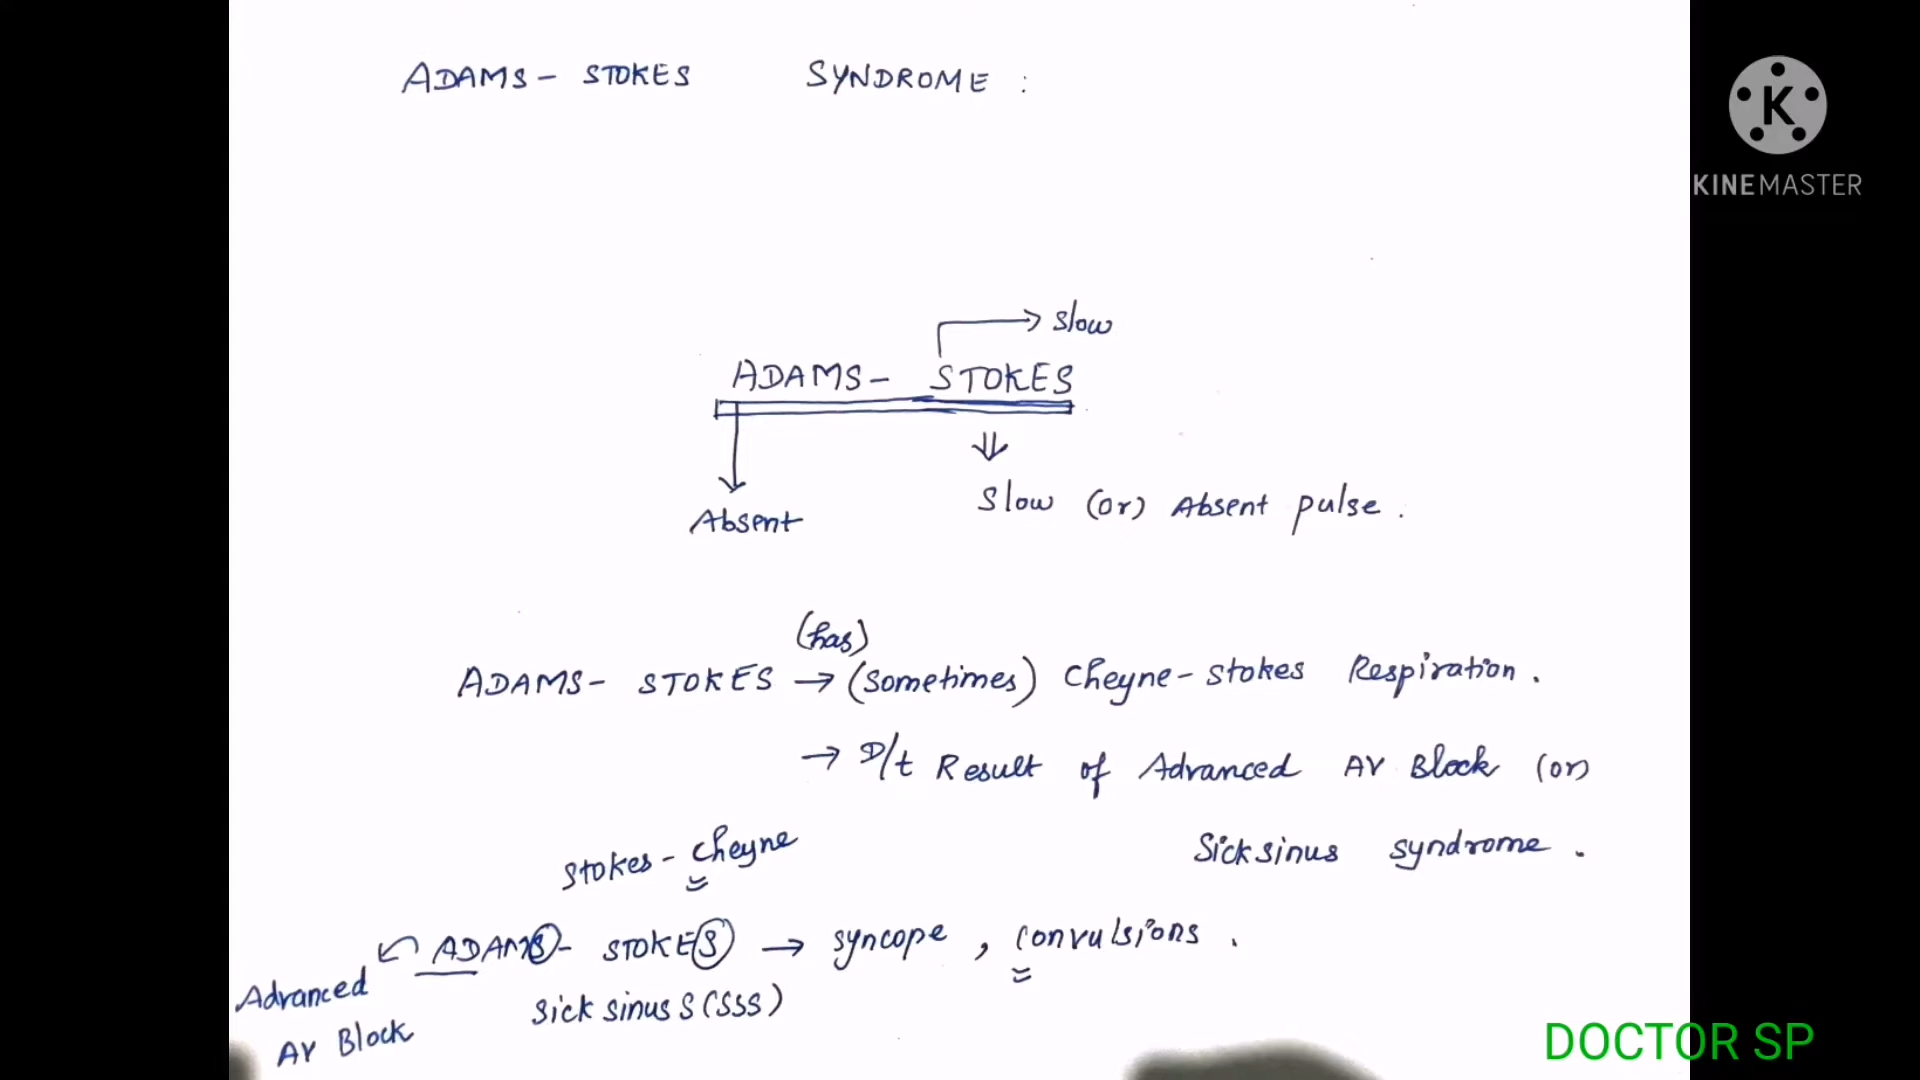 ADAMS - STOKES SYNDROME :
K
KINEMASTER
slow
ADAMS - STOKES
Absent
Slow (or) Absent pulse .
(has)
ADAMS - STOKES → (sometimes) Cheyne - stokes Respiration .
→ D/t Result of Advanced AV Block (or)
Sick sinus syndrome .
stokes - cheyne
ADAMS - STOKES → syncope , convulsions .
Advanced
AV Block
sick sinus S (SSS)
DOCTOR SP